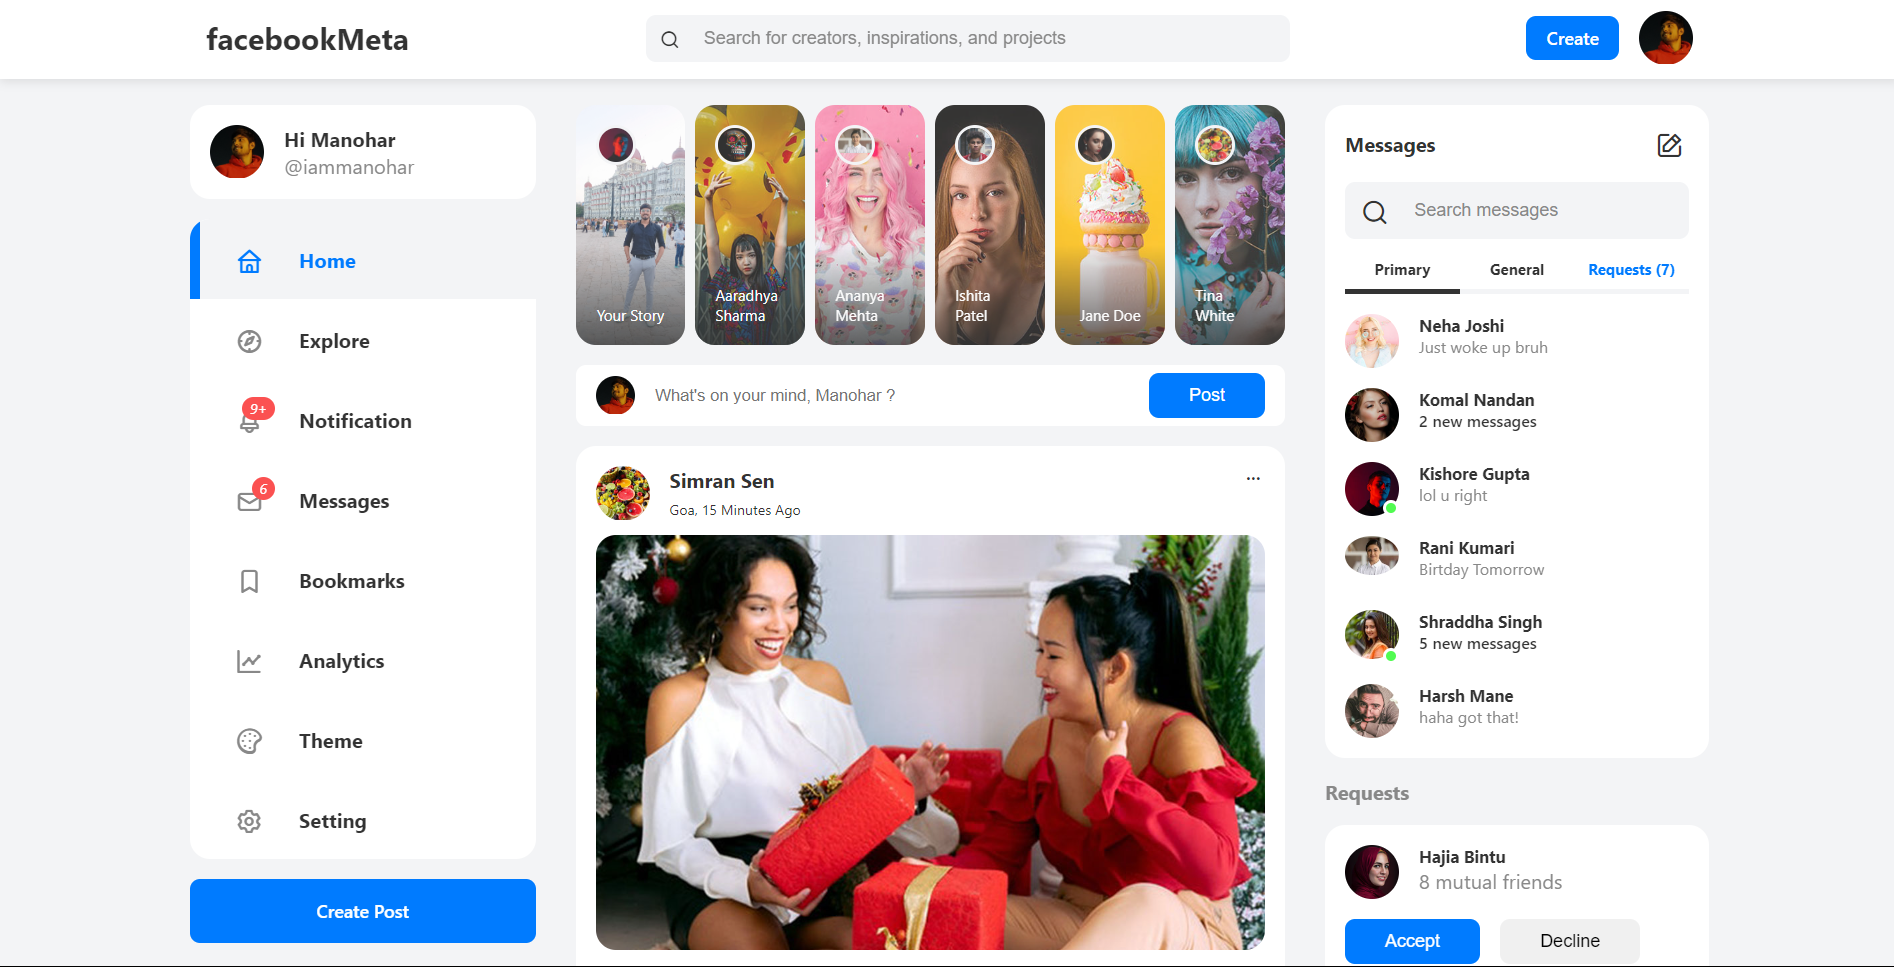 facebookMeta
Search for creators, inspirations, and projects
Create
Hi Manohar
@iammanohar
Home
Explore
9+
Notification
6
Messages
Bookmarks
Analytics
Theme
Setting
Create Post
Your Story
Aaradhya
Sharma
Ananya
Mehta
Ishita
Patel
Jane Doe
Tina
White
What's on your mind, Manohar ?
Post
Simran Sen
Goa, 15 Minutes Ago
Messages
Search messages
Primary
General
Requests (7)
Neha Joshi
Just woke up bruh
Komal Nandan
2 new messages
Kishore Gupta
lol u right
Rani Kumari
Birtday Tomorrow
Shraddha Singh
5 new messages
Harsh Mane
haha got that!
Requests
Hajia Bintu
8 mutual friends
Accept
Decline